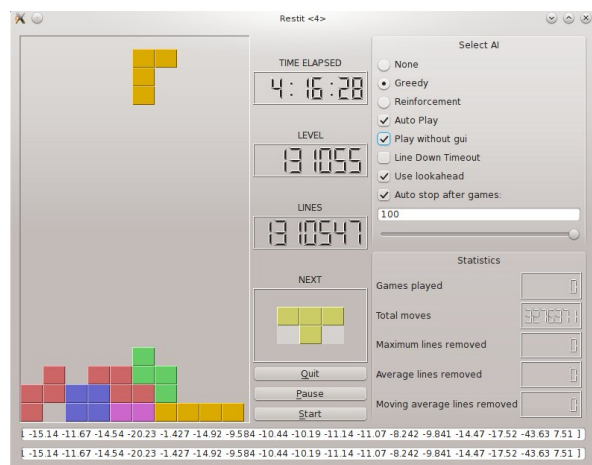 Restit <4>
TIME ELAPSED
4:16:28
LEVEL
131055
LINES
1310547
NEXT
Quit
Pause
Start
Select AI
None
Greedy
Reinforcement
Auto Play
Play without gui
Line Down Timeout
Use lookahead
Auto stop after games:
100
Statistics
Games played
0
Total moves
Maximum lines removed
0
Average lines removed
0
Moving average lines removed
0
-15.14 -11.67 -14.54 -20.23 -1.427 -14.92 -9.584 -10.44 -10.19 -11.14 -11.07 -8.242 -9.841 -14.47 -17.52 -43.63 7.51 ]
-15.14 -11.67 -14.54 -20.23 -1.427 -14.92 -9.584 -10.44 -10.19 -11.14 -11.07 -8.242 -9.841 -14.47 -17.52 -43.63 7.51 ]